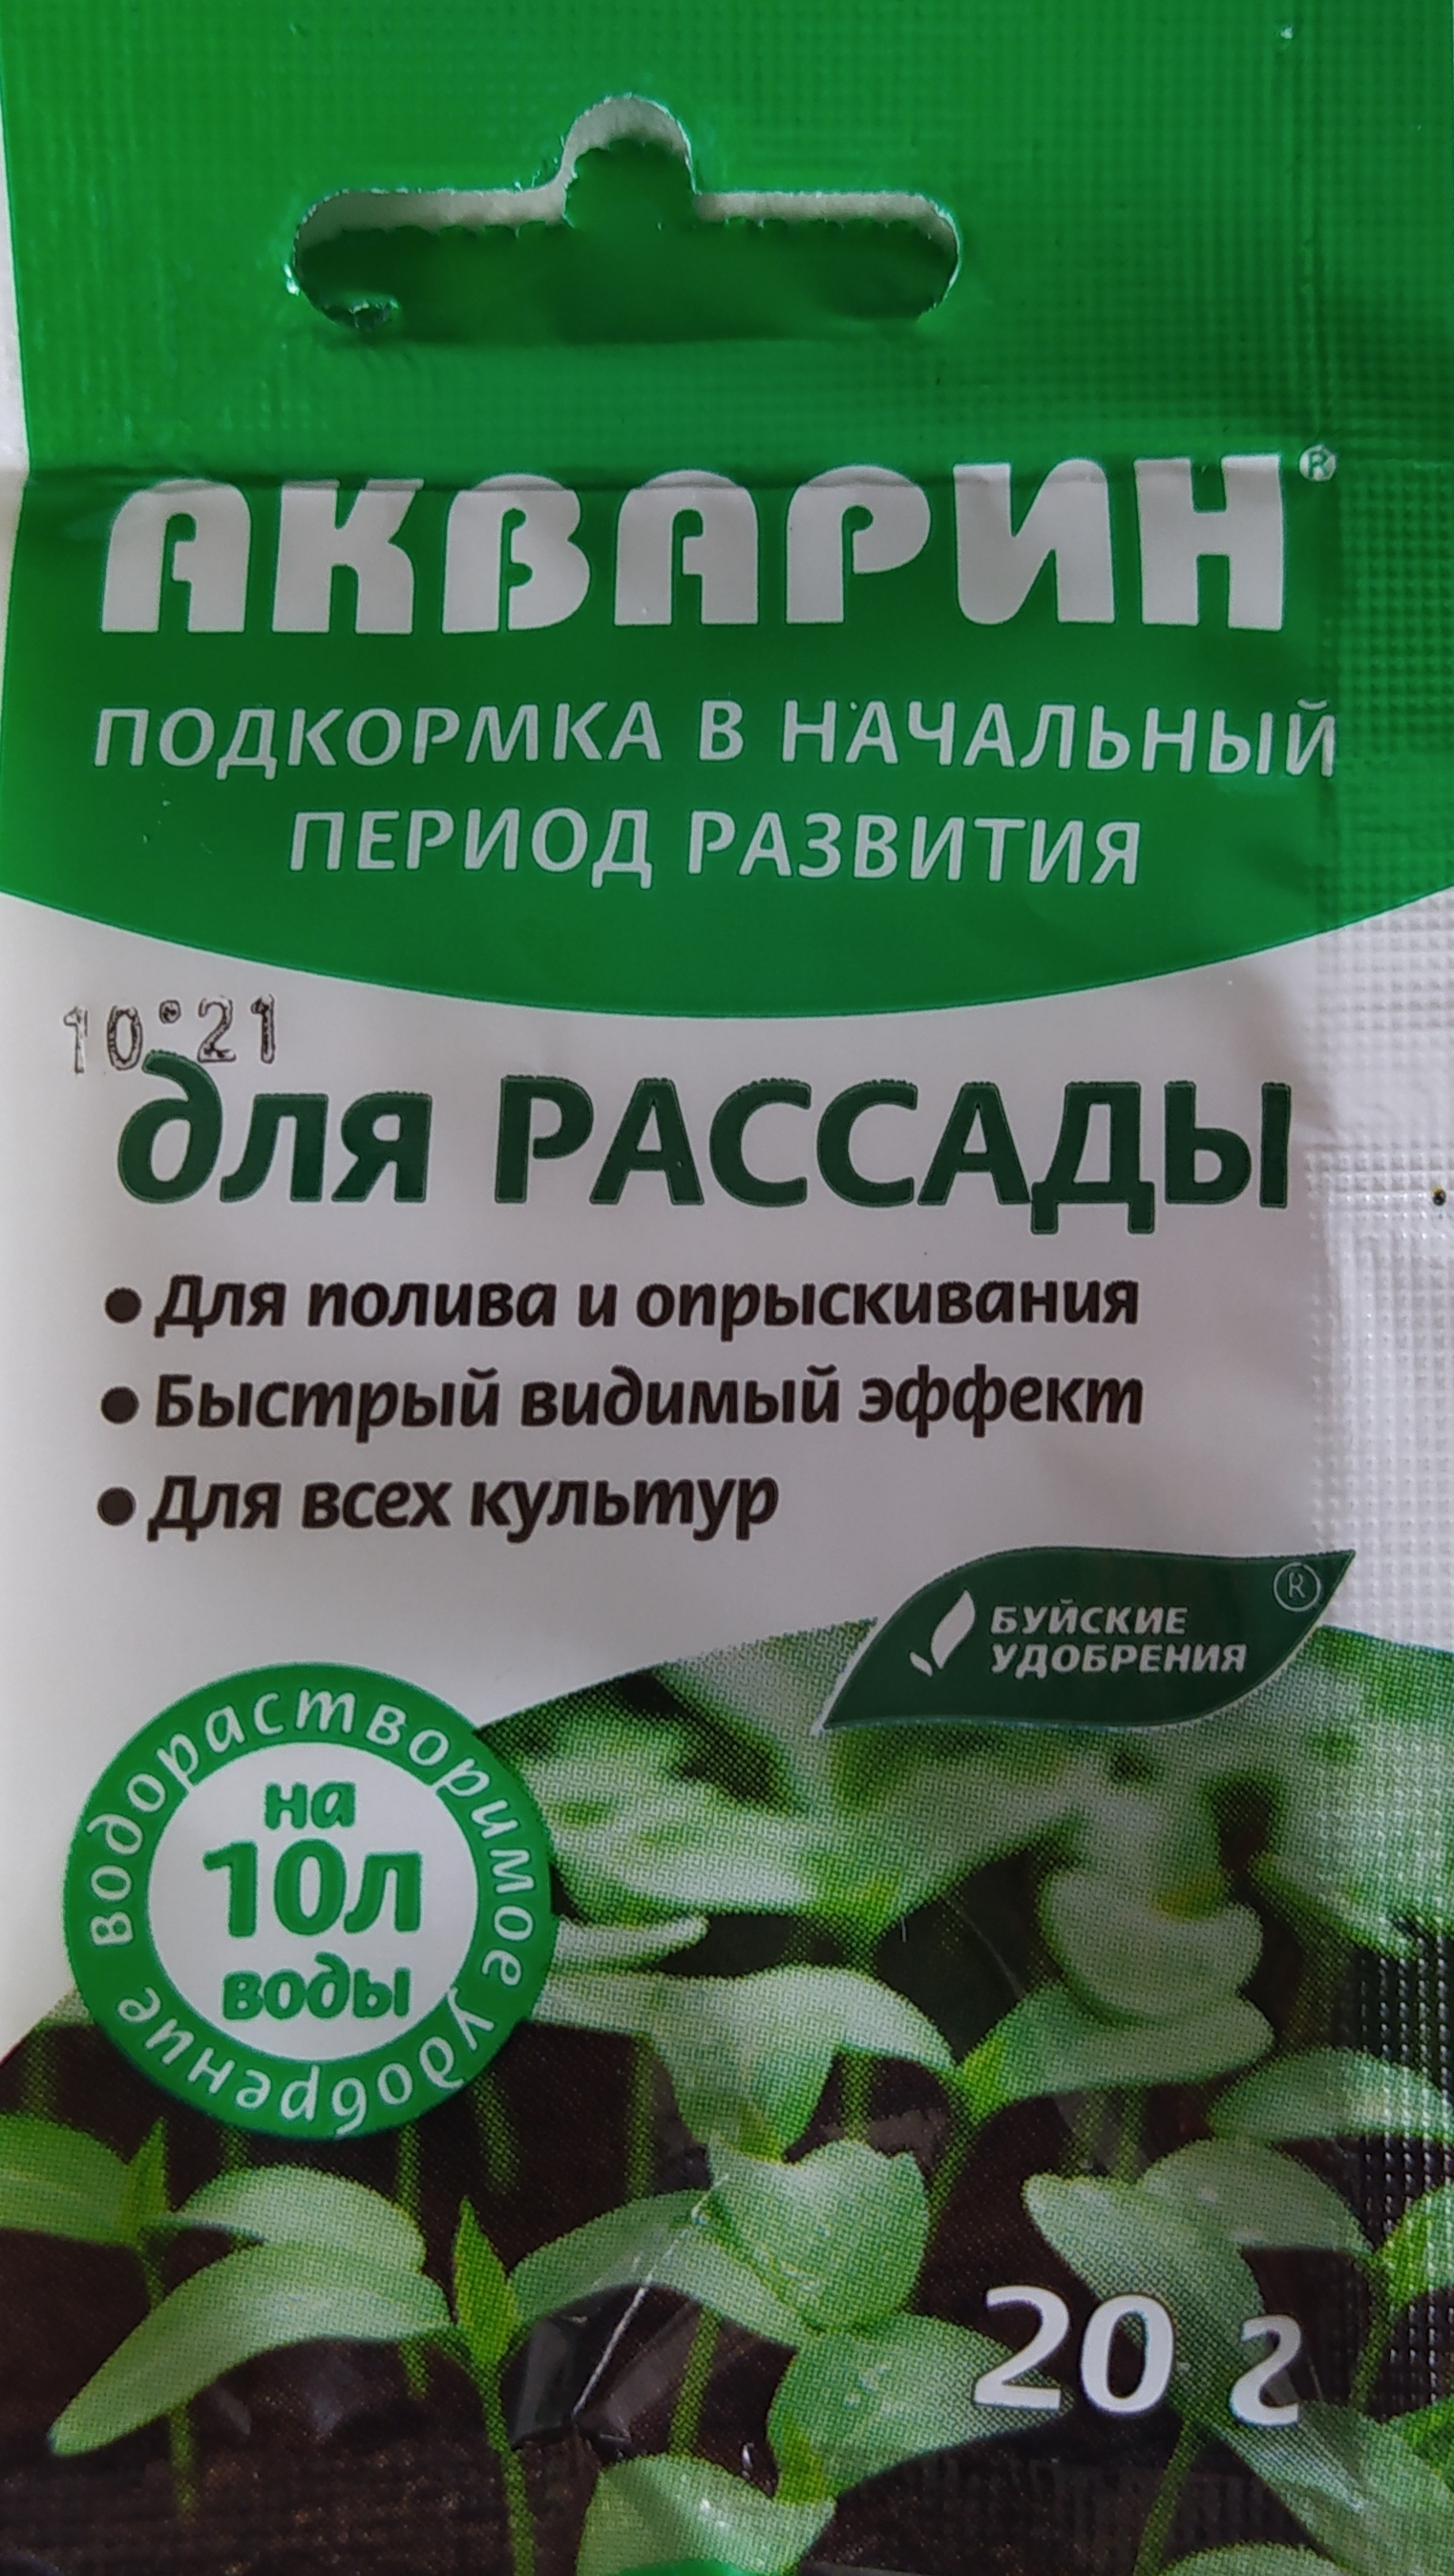 АКВАРИН®
ПОДКОРМКА В НАЧАЛЬНЫЙ
ПЕРИОД РАЗВИТИЯ
10•21
для РАССАДЫ
• Для полива и опрыскивания
• Быстрый видимый эффект
• Для всех культур
БУЙСКИЕ ®
УДОБРЕНИЯ
водорастворимое удобрение
на
10л
воды
20 г